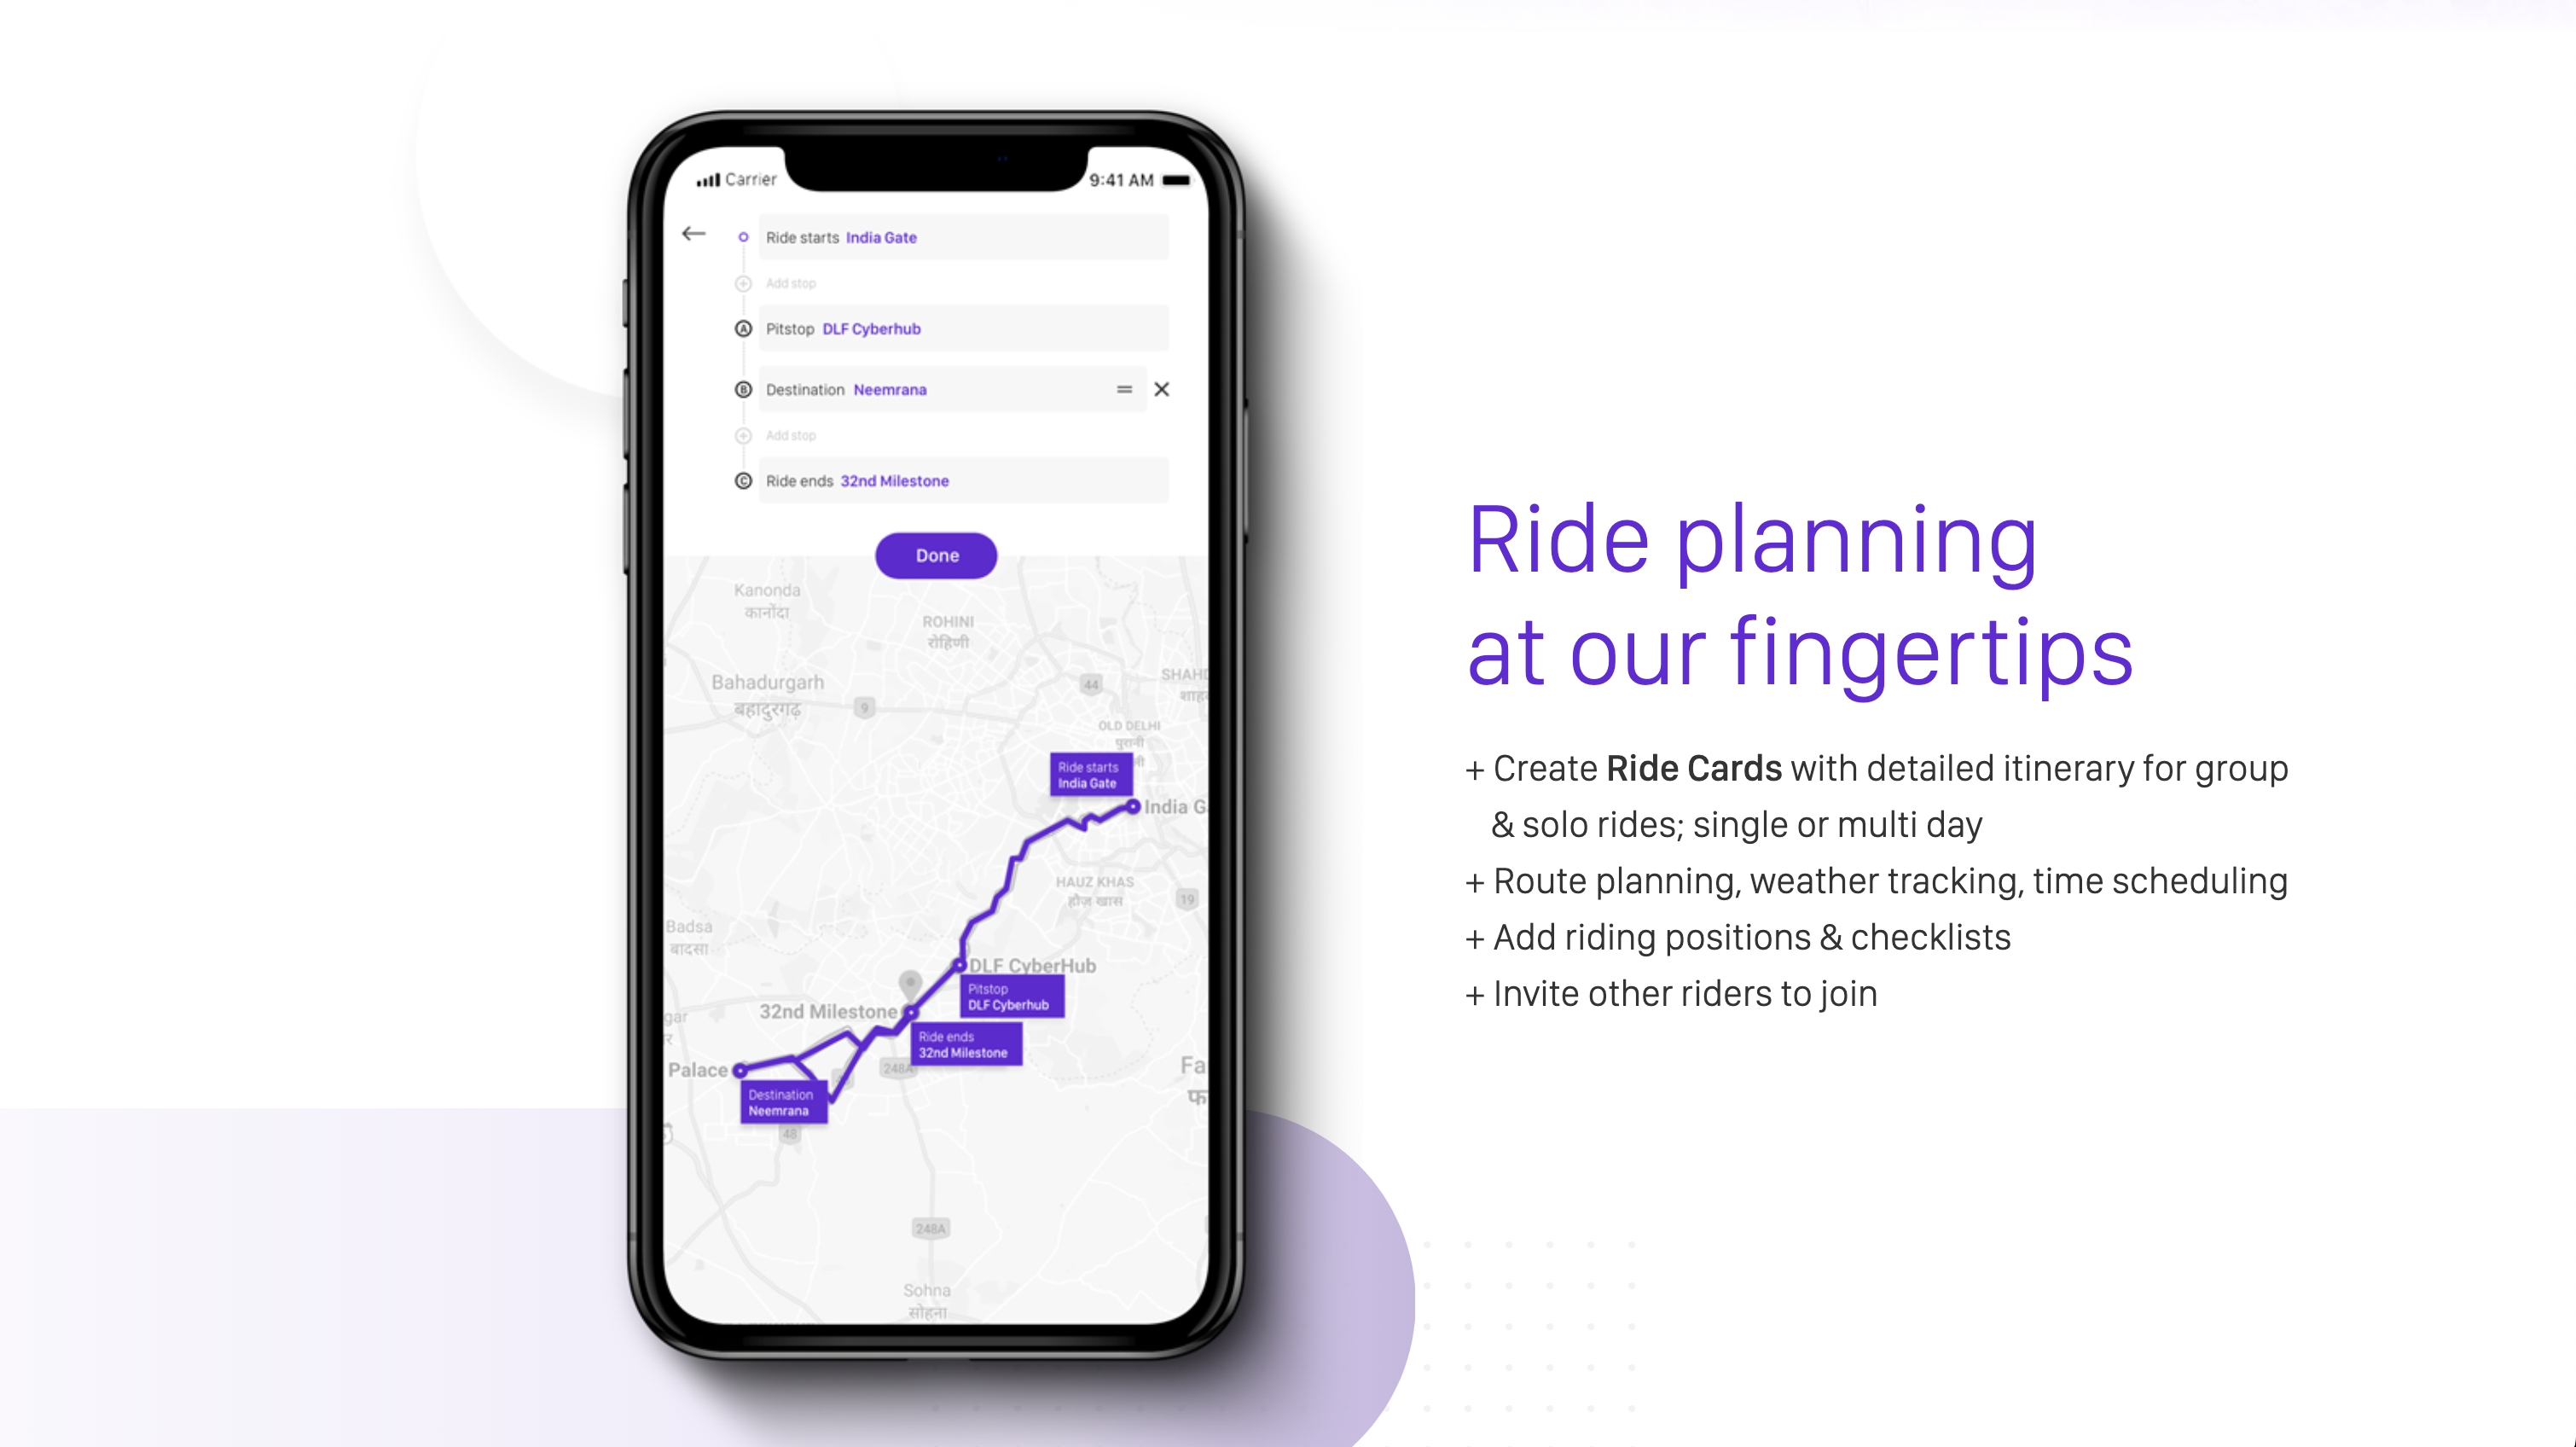 Carrier
9:41 AM
Ride starts India Gate
Add stop
A Pitstop DLF Cyberhub
B Destination Neemrana
Add stop
C Ride ends 32nd Milestone
Done
Kanonda
कानोंदा
ROHINI
रोहिणी
Bahadurgarh
बहादुरगढ़
9
44
SHAHD
शाह
OLD DELHI
पुरानी
Ride starts
India Gate
India G
HAUZ KHAS
हौज़ खास
19
Badsa
बादसा
DLF CyberHub
Pitstop
DLF Cyberhub
32nd Milestone
gar
Ride ends
32nd Milestone
248A
Palace
Fa
फ
Destination
Neemrana
48
248A
Sohna
सोहना
Ride planning
at our fingertips
+ Create Ride Cards with detailed itinerary for group
& solo rides; single or multi day
+ Route planning, weather tracking, time scheduling
+ Add riding positions & checklists
+ Invite other riders to join